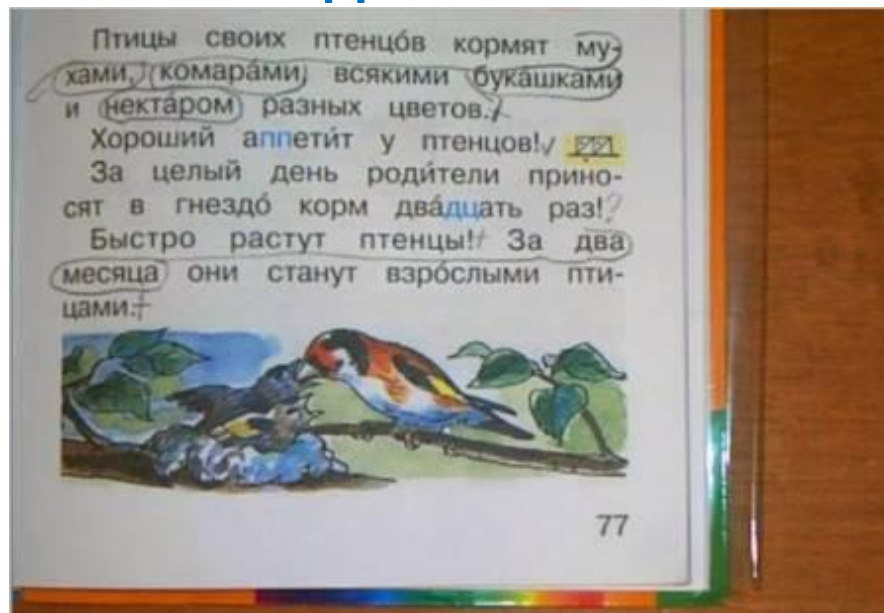 Птицы своих птенцо́в кормят му-
хами, комара́ми, всякими бука́шками
и некта́ром разных цветов.
Хороший аппети́т у птенцов!
За целый день роди́тели прино-
сят в гнездо́ корм два́дцать раз!?
Быстро растут птенцы! За два
месяца они станут взро́слыми пти-
цами.
77